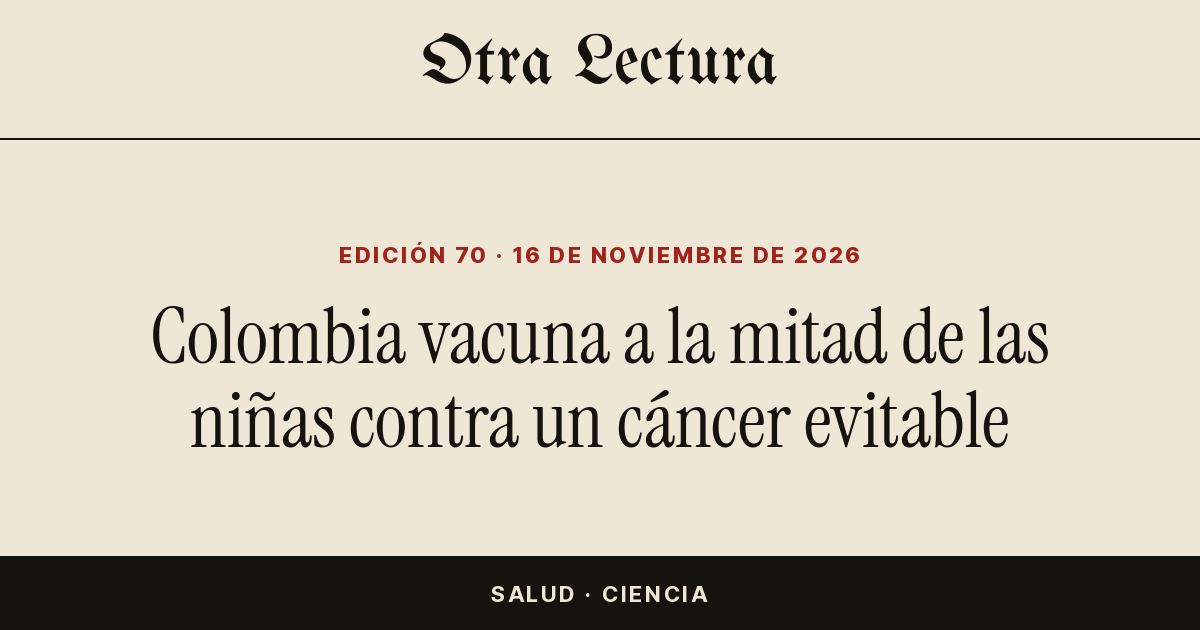 Otra Lectura
EDICIÓN 70 · 16 DE NOVIEMBRE DE 2026
Colombia vacuna a la mitad de las
niñas contra un cáncer evitable
SALUD · CIENCIA